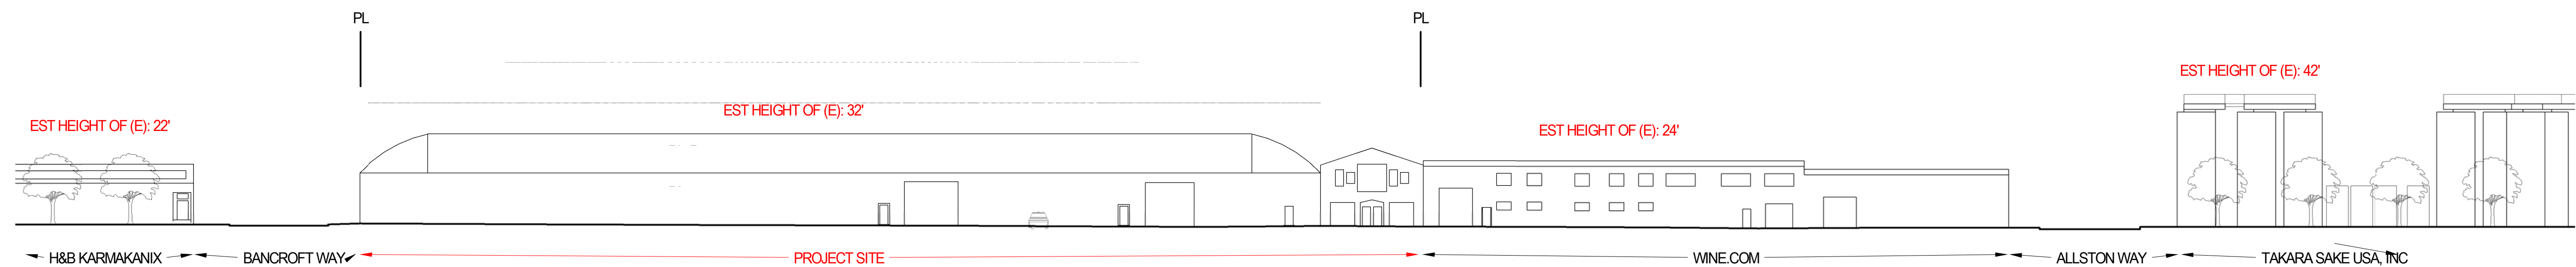 PL
PL
EST HEIGHT OF (E): 42'
EST HEIGHT OF (E): 32'
EST HEIGHT OF (E): 22'
EST HEIGHT OF (E): 24'
H&B KARMAKANIX
BANCROFT WAY
PROJECT SITE
WINE.COM
ALLSTON WAY
TAKARA SAKE USA, INC